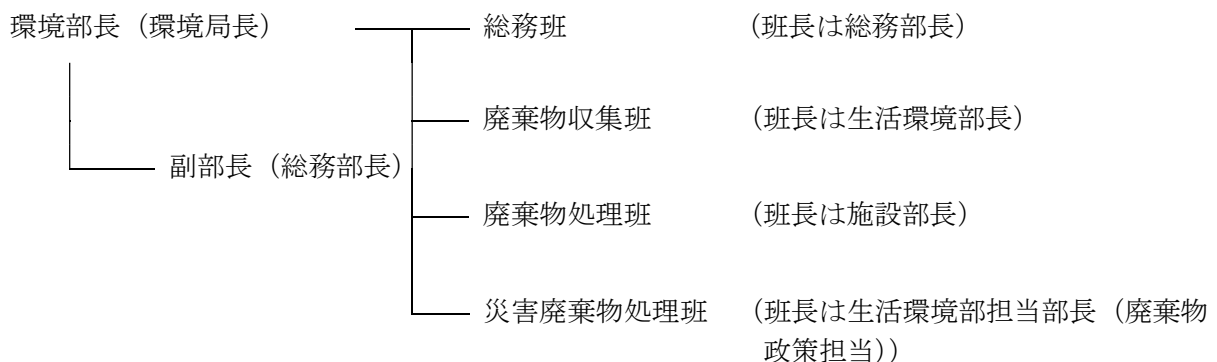 環境部長（環境局長）
総務班
（班長は総務部長）
廃棄物収集班
（班長は生活環境部長）
副部長（総務部長）
廃棄物処理班
（班長は施設部長）
災害廃棄物処理班
（班長は生活環境部担当部長（廃棄物
政策担当））